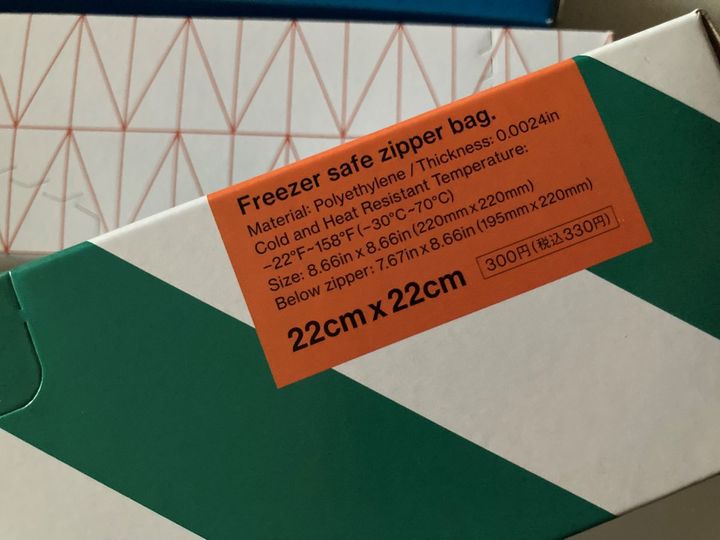 Freezer safe zipper bag.
Material: Polyethylene / Thickness: 0.0024in
Cold and Heat Resistant Temperature:
−22°F~158°F (−30°C~70°C)
Size: 8.66in x 8.66in (220mm x 220mm)
Below zipper: 7.67in x 8.66in (195mm x 220mm)
22cm x 22cm
300円(税込330円)